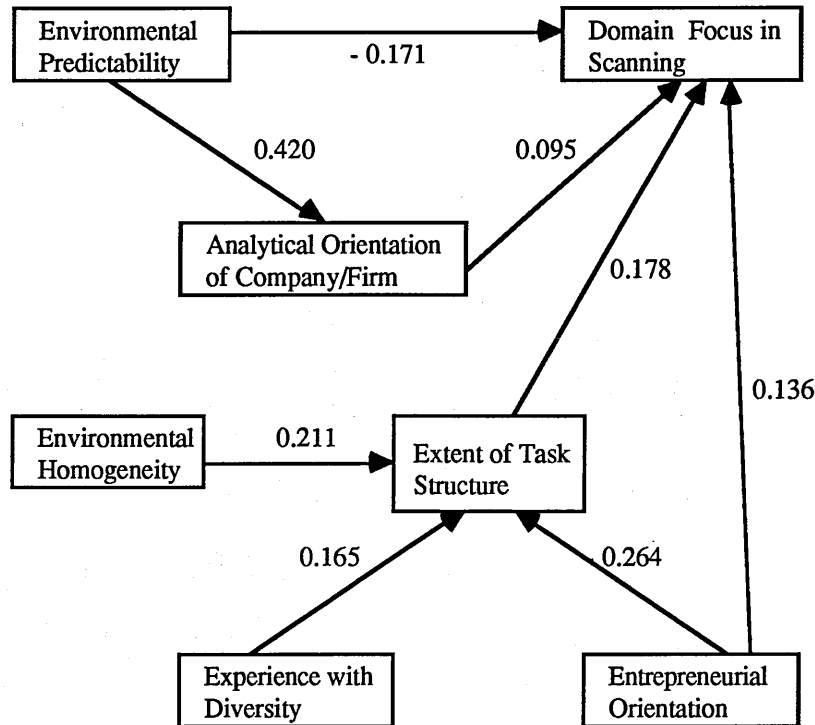 Environmental
Predictability
- 0.171
Domain Focus in
Scanning
0.420
0.095
Analytical Orientation
of Company/Firm
0.178
0.136
Environmental
Homogeneity
0.211
Extent of Task
Structure
0.165
0.264
Experience with
Diversity
Entrepreneurial
Orientation